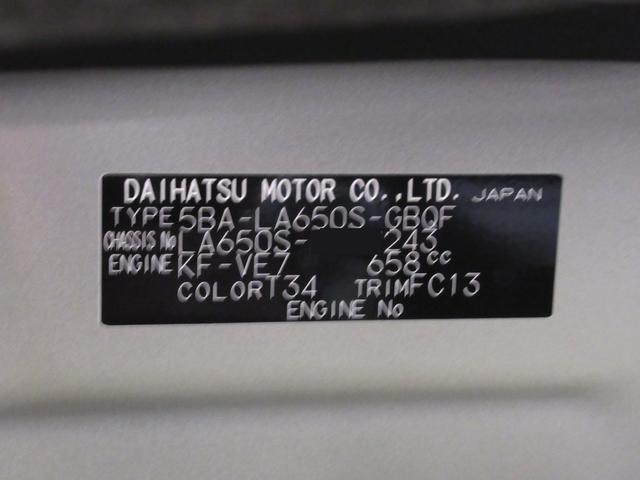 DAIHATSU MOTOR CO.,LTD. JAPAN
TYPE 5BA-LA650S-GBQF
CHASSIS No LA650S- 243
ENGINE KF-VE7 658cc
COLOR T34 TRIM FC13
ENGINE No